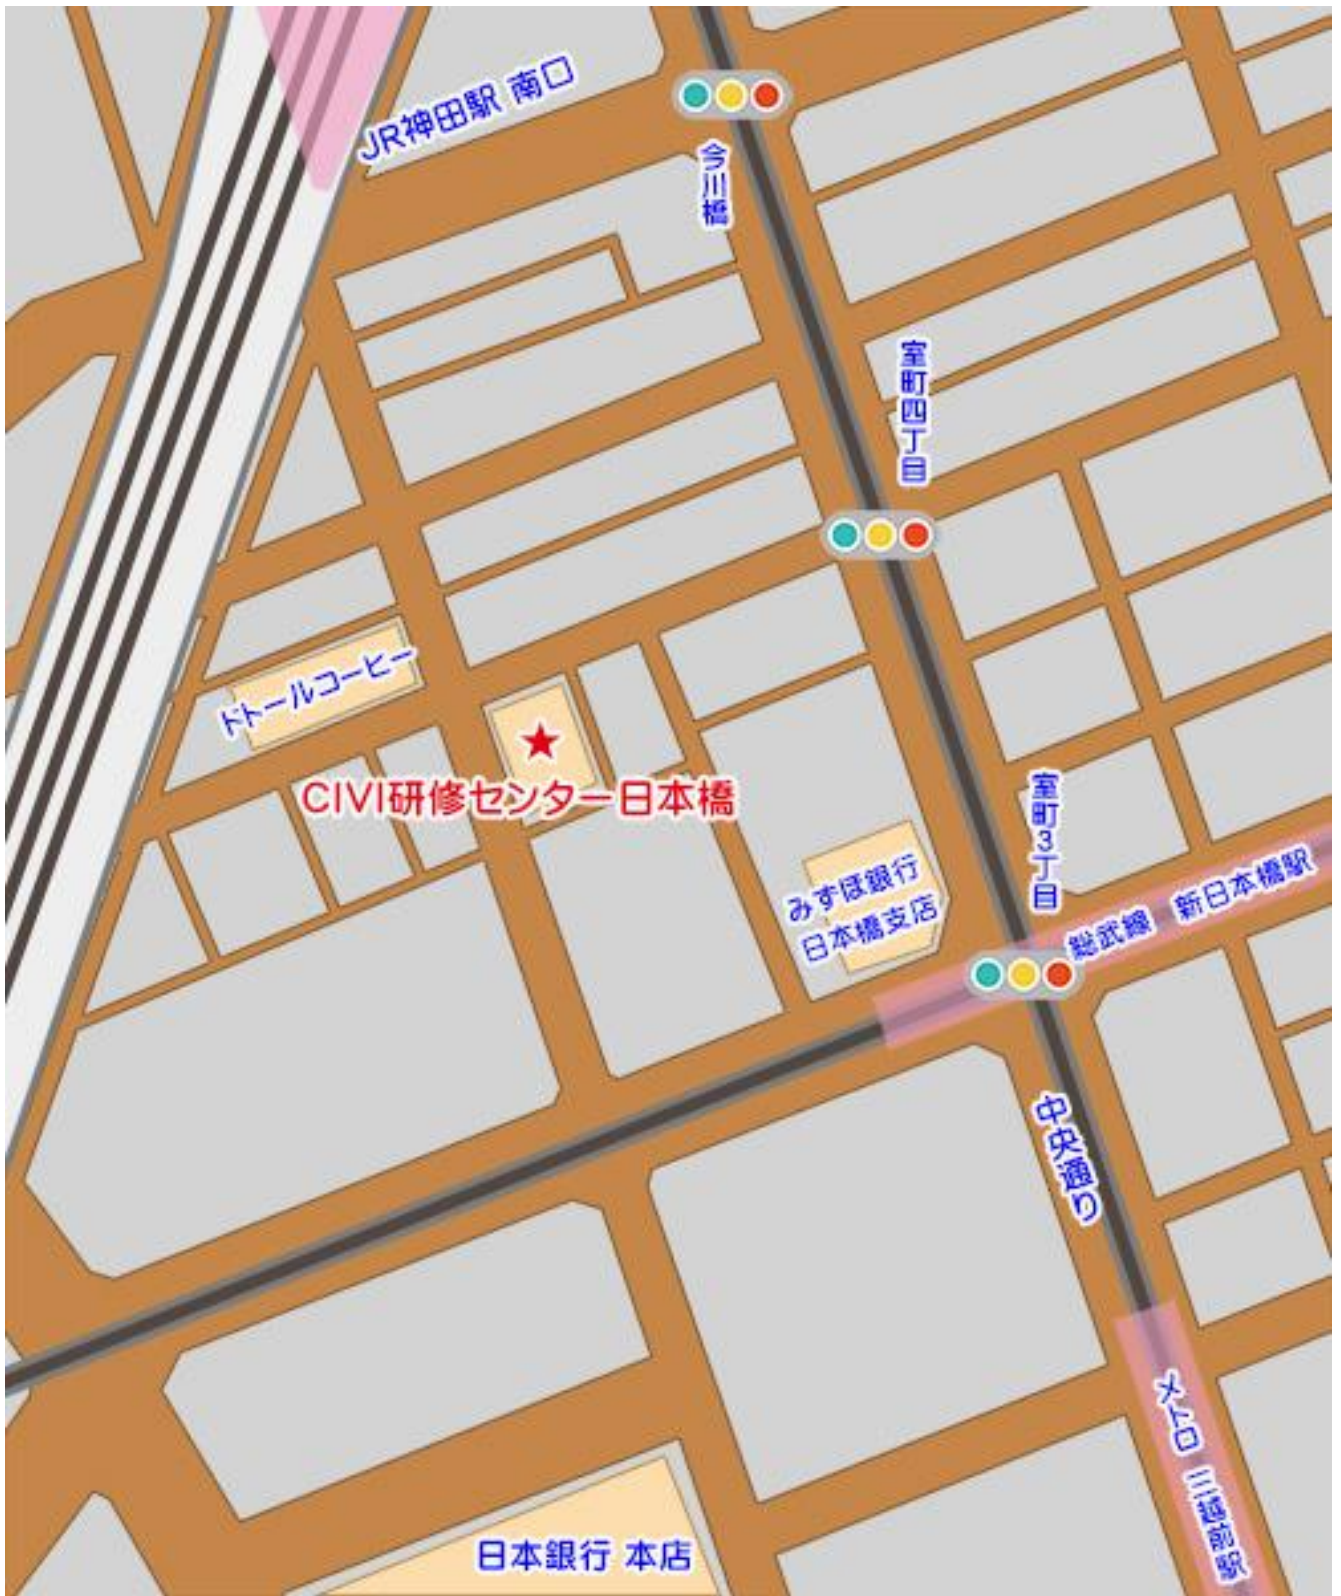 JR神田駅 南口
今川橋
室町四丁目
ドトールコーヒー
CIVI研修センター日本橋
室町3丁目
みずほ銀行
日本橋支店
総武線 新日本橋駅
中央通り
メトロ 三越前駅
日本銀行 本店